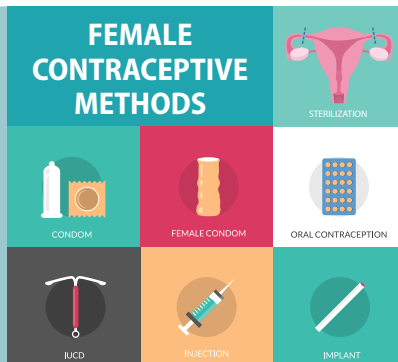 FEMALE
CONTRACEPTIVE
METHODS
STERILIZATION
CONDOM
FEMALE CONDOM
ORAL CONTRACEPTION
IUCD
INJECTION
IMPLANT